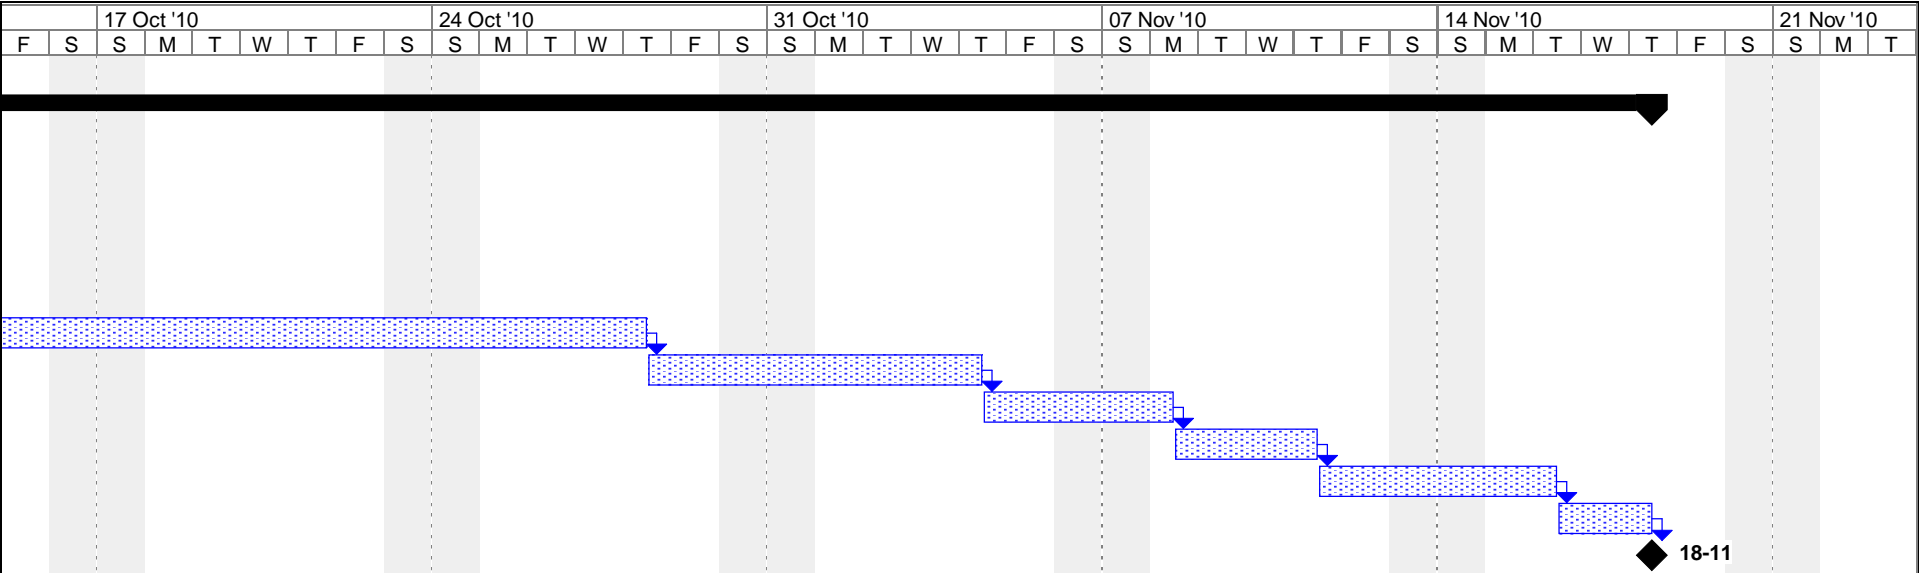 17 Oct '10 24 Oct '10 31 Oct '10 07 Nov '10 14 Nov '10 21 Nov '10
F S S M T W T F S S M T W T F S S M T W T F S S M T W T F S S M T W T F S S M T
18-11